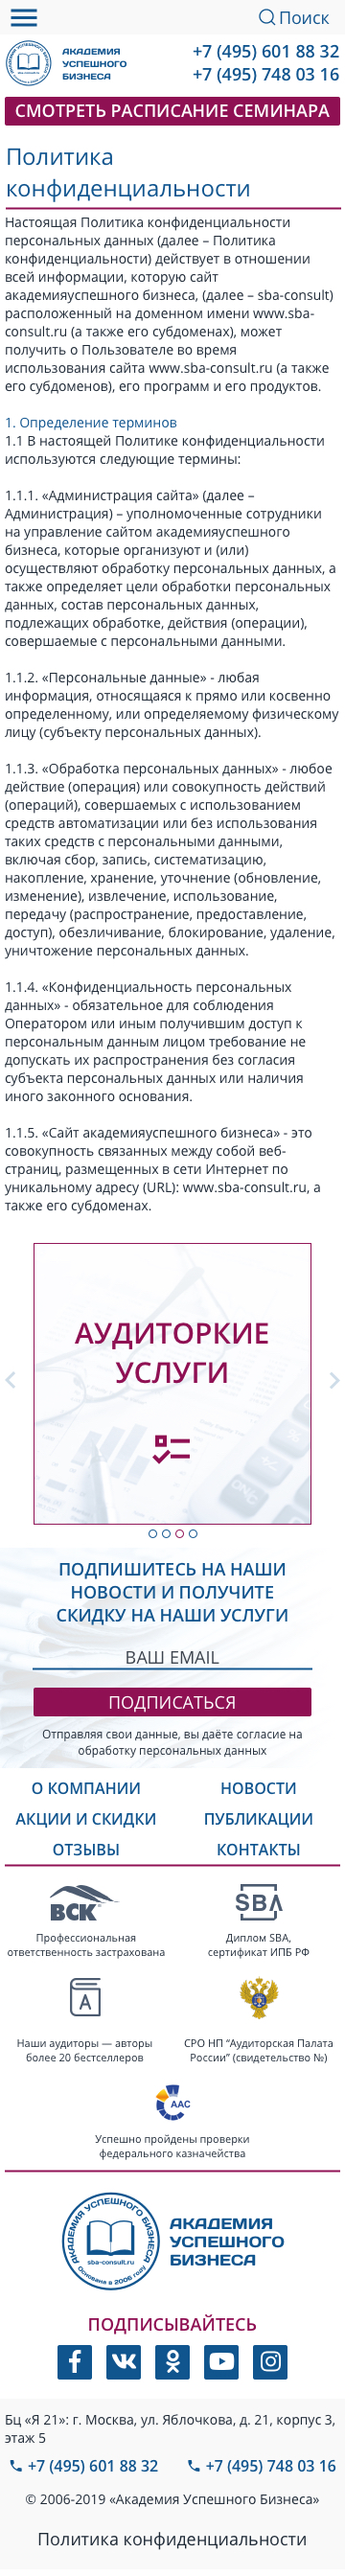 Поиск
АКАДЕМИЯ
УСПЕШНОГО
БИЗНЕСА
+7 (495) 601 88 32
+7 (495) 748 03 16
СМОТРЕТЬ РАСПИСАНИЕ СЕМИНАРА
Политика
конфиденциальности
Настоящая Политика конфиденциальности
персональных данных (далее – Политика
конфиденциальности) действует в отношении
всей информации, которую сайт
академияуспешного бизнеса, (далее – sba-consult)
расположенный на доменном имени www.sba-
consult.ru (а также его субдоменах), может
получить о Пользователе во время
использования сайта www.sba-consult.ru (а также
его субдоменов), его программ и его продуктов.
1. Определение терминов
1.1 В настоящей Политике конфиденциальности
используются следующие термины:
1.1.1. «Администрация сайта» (далее –
Администрация) – уполномоченные сотрудники
на управление сайтом академияуспешного
бизнеса, которые организуют и (или)
осуществляют обработку персональных данных, а
также определяет цели обработки персональных
данных, состав персональных данных,
подлежащих обработке, действия (операции),
совершаемые с персональными данными.
1.1.2. «Персональные данные» - любая
информация, относящаяся к прямо или косвенно
определенному, или определяемому физическому
лицу (субъекту персональных данных).
1.1.3. «Обработка персональных данных» - любое
действие (операция) или совокупность действий
(операций), совершаемых с использованием
средств автоматизации или без использования
таких средств с персональными данными,
включая сбор, запись, систематизацию,
накопление, хранение, уточнение (обновление,
изменение), извлечение, использование,
передачу (распространение, предоставление,
доступ), обезличивание, блокирование, удаление,
уничтожение персональных данных.
1.1.4. «Конфиденциальность персональных
данных» - обязательное для соблюдения
Оператором или иным получившим доступ к
персональным данным лицом требование не
допускать их распространения без согласия
субъекта персональных данных или наличия
иного законного основания.
1.1.5. «Сайт академияуспешного бизнеса» - это
совокупность связанных между собой веб-
страниц, размещенных в сети Интернет по
уникальному адресу (URL): www.sba-consult.ru, а
также его субдоменах.
АУДИТОРКИЕ
УСЛУГИ
ПОДПИШИТЕСЬ НА НАШИ
НОВОСТИ И ПОЛУЧИТЕ
СКИДКУ НА НАШИ УСЛУГИ
ВАШ EMAIL
ПОДПИСАТЬСЯ
Отправляя свои данные, вы даёте согласие на
обработку персональных данных
О КОМПАНИИ
НОВОСТИ
АКЦИИ И СКИДКИ
ПУБЛИКАЦИИ
ОТЗЫВЫ
КОНТАКТЫ
ВСК
Профессиональная
ответственность застрахована
SBA
Диплом SBA,
сертификат ИПБ РФ
A
Наши аудиторы — авторы
более 20 бестселлеров
СРО НП “Аудиторская Палата
России” (свидетельство №)
ААС
Успешно пройдены проверки
федерального казначейства
АКАДЕМИЯ УСПЕШНОГО БИЗНЕСА
sba-consult.ru
Основана в 2006 году
АКАДЕМИЯ
УСПЕШНОГО
БИЗНЕСА
ПОДПИСЫВАЙТЕСЬ
Бц «Я 21»: г. Москва, ул. Яблочкова, д. 21, корпус 3,
этаж 5
+7 (495) 601 88 32
+7 (495) 748 03 16
© 2006-2019 «Академия Успешного Бизнеса»
Политика конфиденциальности